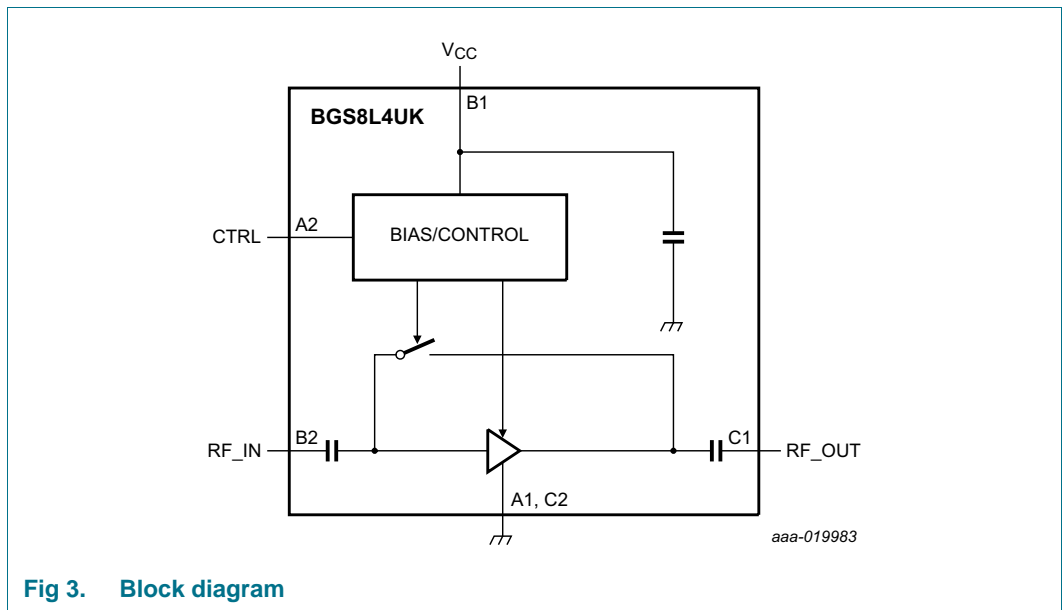 VCC
B1
BGS8L4UK
A2
CTRL
BIAS/CONTROL
B2
C1
RF_IN
RF_OUT
A1, C2
aaa-019983
Fig 3. Block diagram